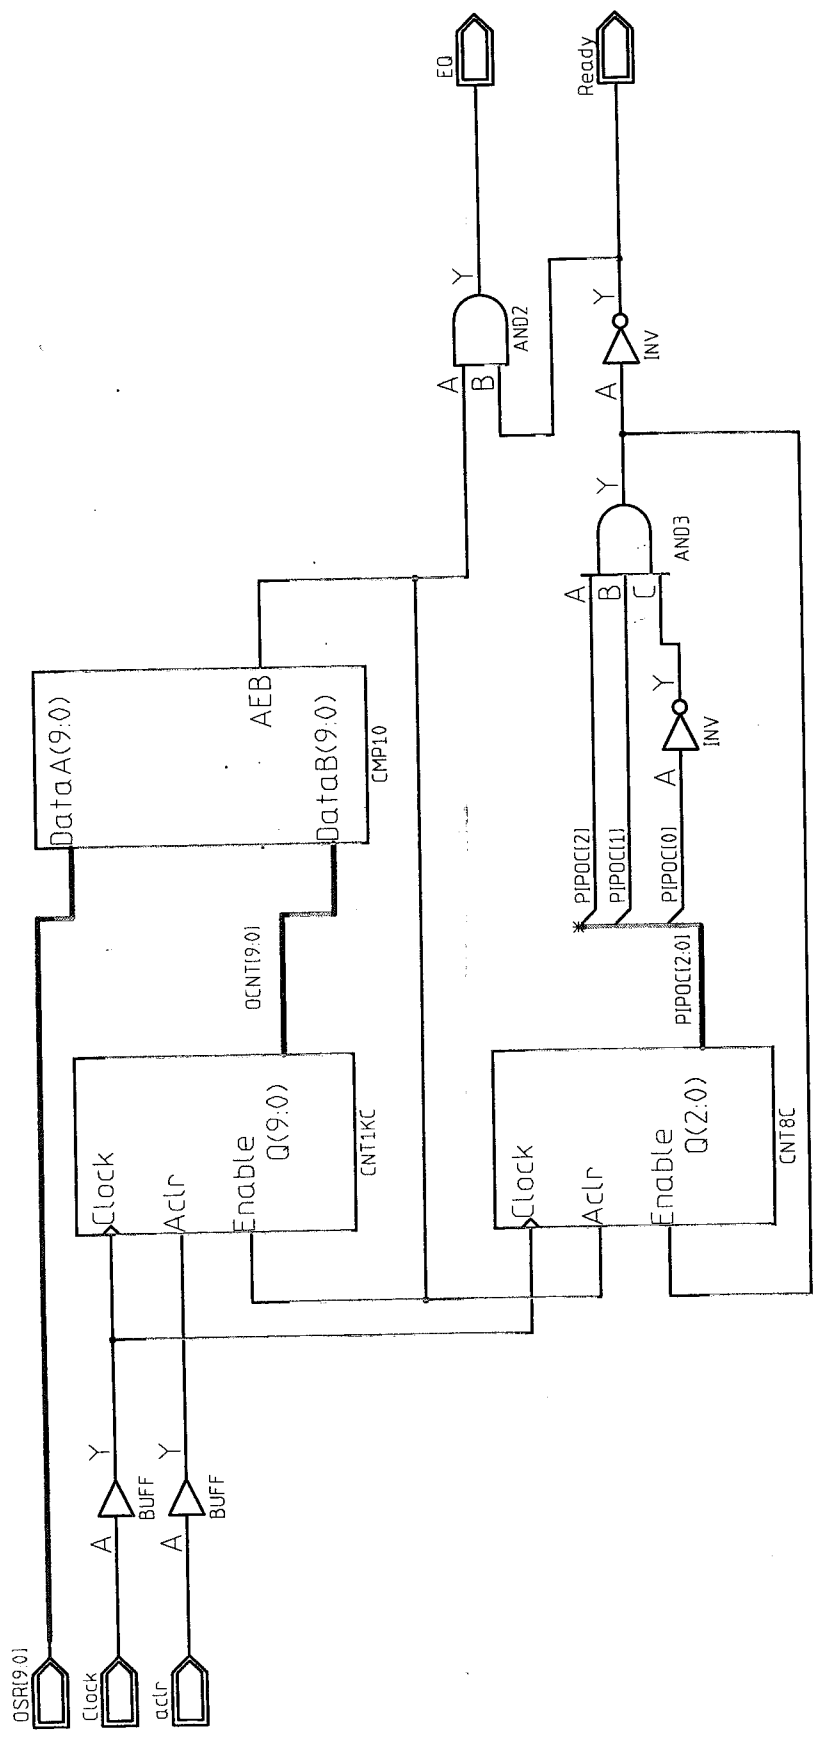 OSR[9:0]
Clock
aclr
A
Y
BUFF
A
Y
BUFF
Clock
Aclr
Enable
Q(9:0)
CNT1KC
OCNT[9:0]
DataA(9:0)
AEB
DataB(9:0)
CMP10
A
B
Y
AND2
EQ
Clock
Aclr
Enable
Q(2:0)
CNT8C
PIPOC[2:0]
PIPOC[2]
PIPOC[1]
PIPOC[0]
A
Y
INV
A
B
C
Y
AND3
A
Y
INV
Ready